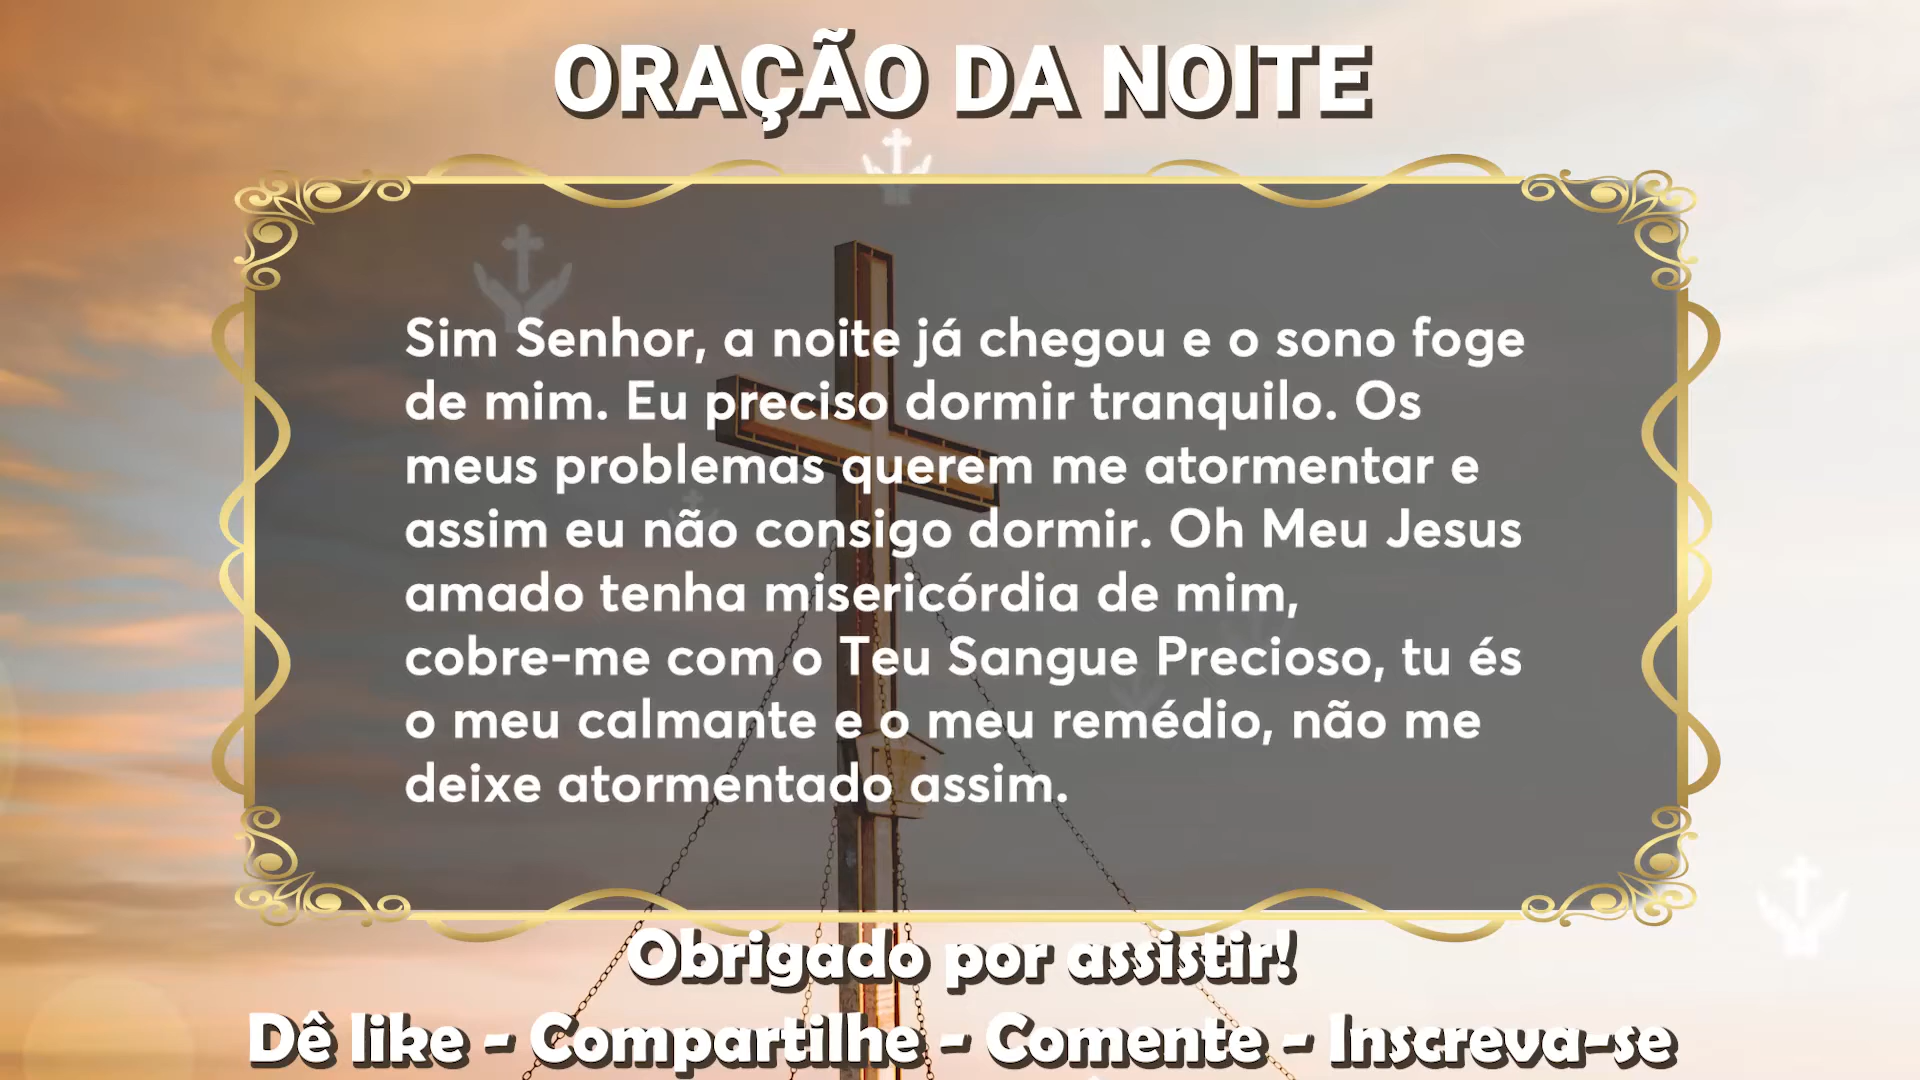 ORAÇÃO DA NOITE
Sim Senhor, a noite já chegou e o sono foge
de mim. Eu preciso dormir tranquilo. Os
meus problemas querem me atormentar e
assim eu não consigo dormir. Oh Meu Jesus
amado tenha misericórdia de mim,
cobre-me com o Teu Sangue Precioso, tu és
o meu calmante e o meu remédio, não me
deixe atormentado assim.
Obrigado por assistir!
Dê like - Compartilhe - Comente - Inscreva-se